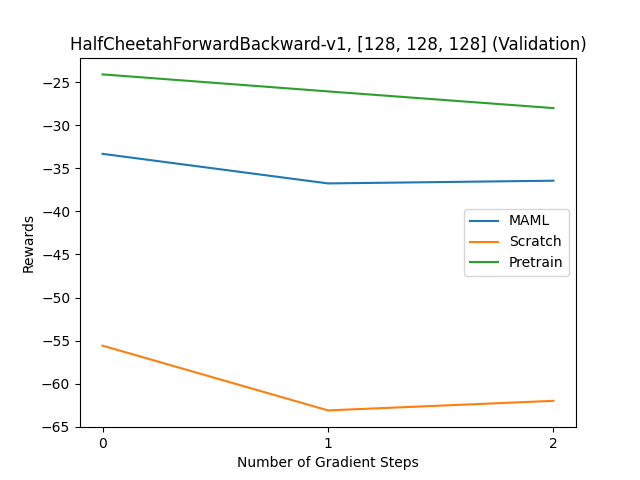 HalfCheetahForwardBackward-v1, [128, 128, 128] (Validation)
−25
−30
−35
−40
−45
−50
−55
−60
−65
Rewards
MAML
Scratch
Pretrain
0
1
2
Number of Gradient Steps